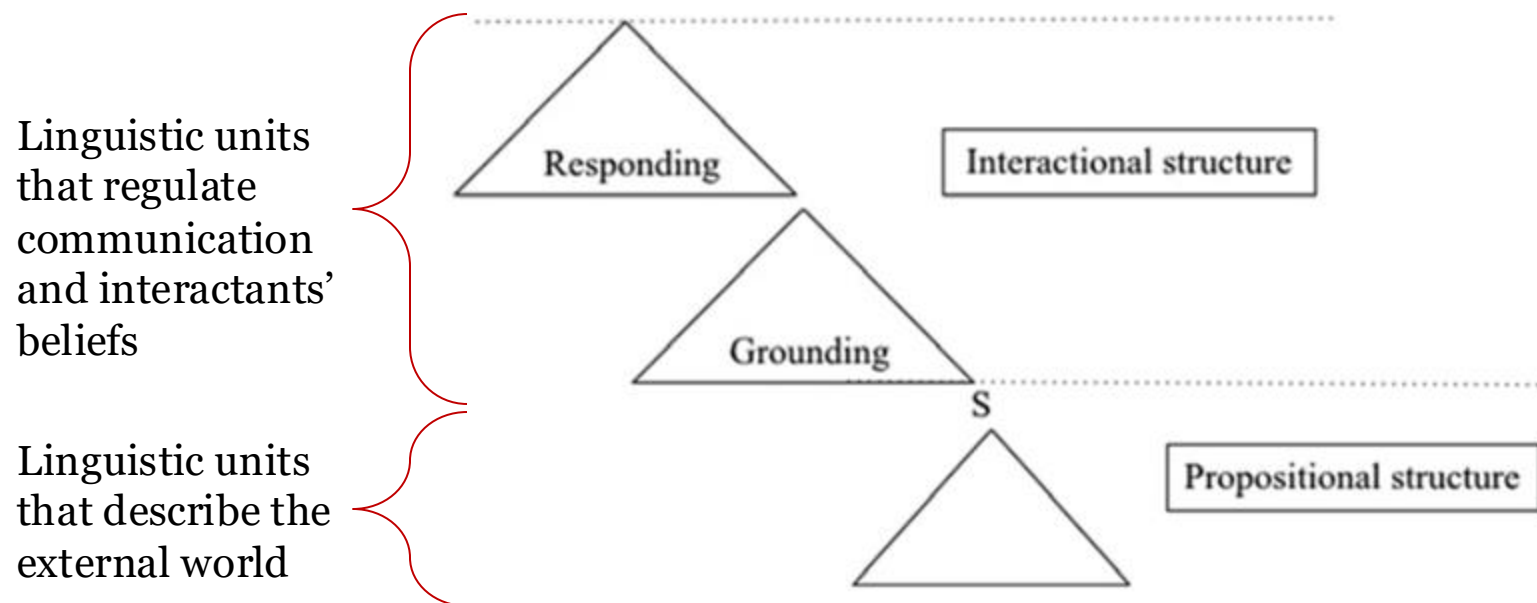 Linguistic units
that regulate
communication
and interactants’
beliefs
Responding
Interactional structure
Grounding
S
Linguistic units
that describe the
external world
Propositional structure